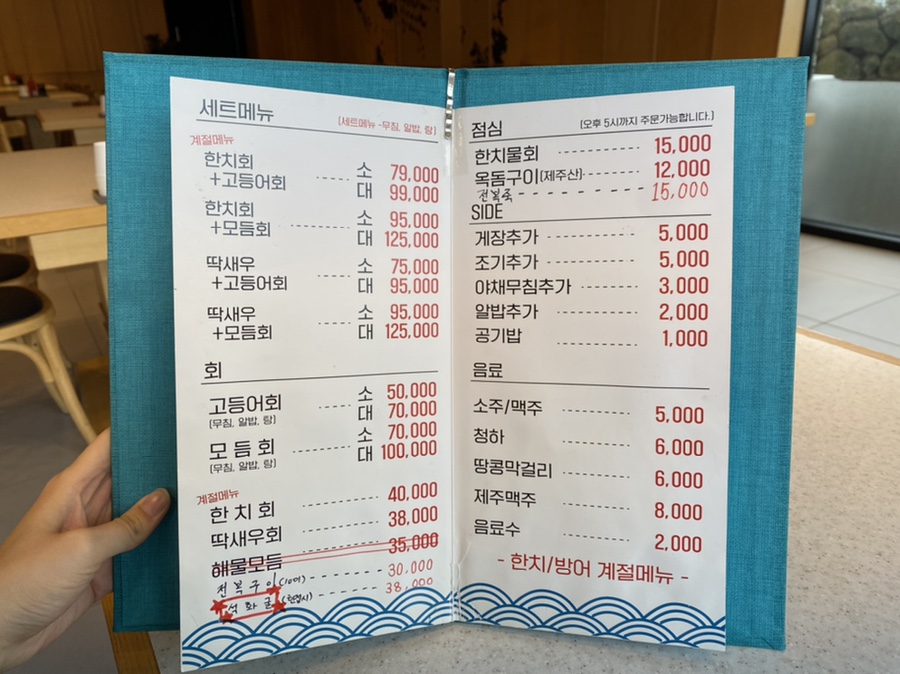 세트메뉴
(세트메뉴 -무침, 알밥, 탕)
계절메뉴
한치회 소 79,000
+고등어회 대 99,000
한치회 소 95,000
+모듬회 대 125,000
딱새우 소 75,000
+고등어회 대 95,000
딱새우 소 95,000
+모듬회 대 125,000
회
고등어회 소 50,000
(무침, 알밥, 탕) 대 70,000
모듬회 소 70,000
(무침, 알밥, 탕) 대 100,000
계절메뉴
한치회 40,000
딱새우회 38,000
해물모듬 35,000
전복구이(10미) 30,000
석화굴 38,000
점심 (오후 5시까지 주문가능합니다.)
한치물회 15,000
옥돔구이(제주산) 12,000
전복죽 15,000
SIDE
게장추가 5,000
조기추가 5,000
야채무침추가 3,000
알밥추가 2,000
공기밥 1,000
음료
소주/맥주 5,000
청하 6,000
땅콩막걸리 6,000
제주맥주 8,000
음료수 2,000
- 한치/방어 계절메뉴 -